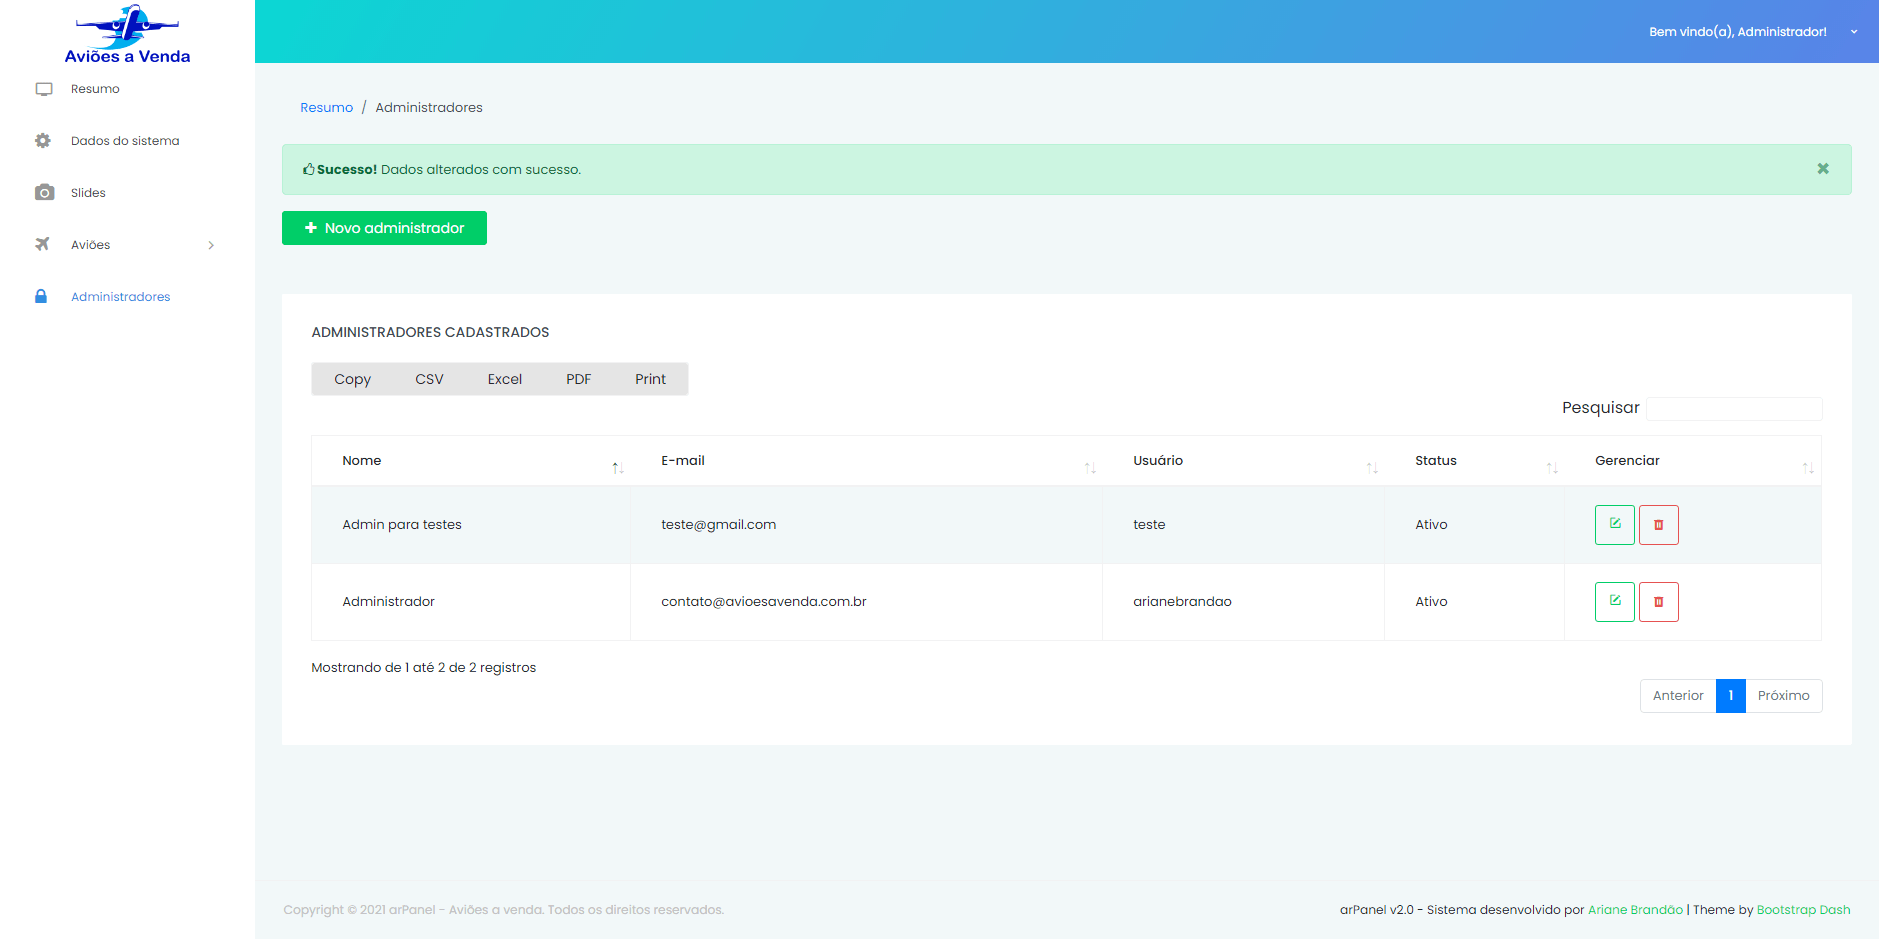 Aviões a Venda
Bem vindo(a), Administrador!
Resumo
Dados do sistema
Slides
Aviões
Administradores
Resumo / Administradores
Sucesso! Dados alterados com sucesso.
Novo administrador
ADMINISTRADORES CADASTRADOS
Copy CSV Excel PDF Print
Pesquisar
Nome E-mail Usuário Status Gerenciar
Admin para testes teste@gmail.com teste Ativo
Administrador contato@avioesavenda.com.br arianebrandao Ativo
Mostrando de 1 até 2 de 2 registros
Anterior 1 Próximo
Copyright © 2021 arPanel - Aviões a venda. Todos os direitos reservados.
arPanel v2.0 - Sistema desenvolvido por Ariane Brandão | Theme by Bootstrap Dash